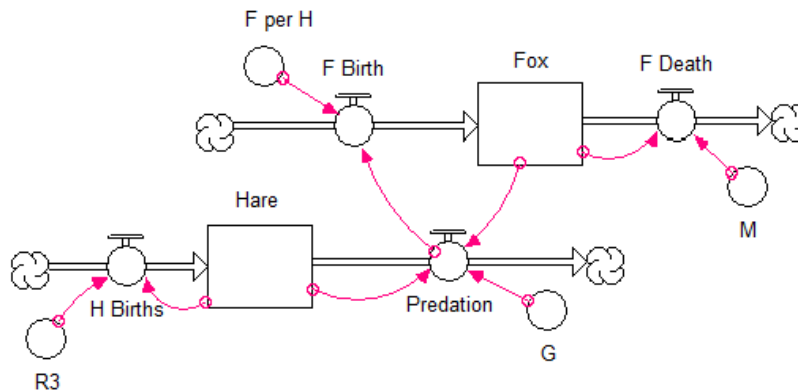 F per H
F Birth
Fox
F Death
Hare
M
H Births
Predation
R3
G